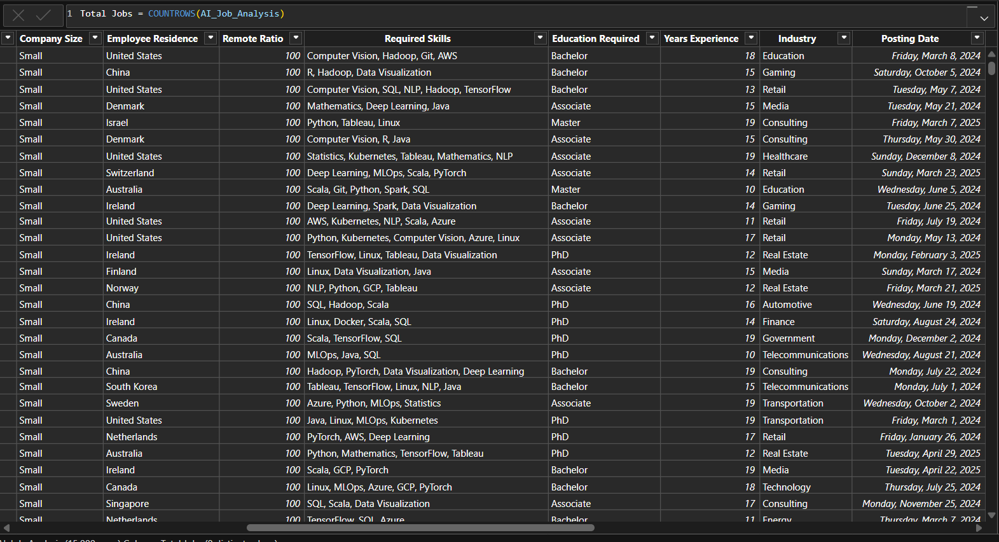 1 Total Jobs = COUNTROWS(AI_Job_Analysis)
Company Size Employee Residence Remote Ratio Required Skills Education Required Years Experience Industry Posting Date
Small United States 100 Computer Vision, Hadoop, Git, AWS Bachelor 18 Education Friday, March 8, 2024
Small China 100 R, Hadoop, Data Visualization Bachelor 15 Gaming Saturday, October 5, 2024
Small United States 100 Computer Vision, SQL, NLP, Hadoop, TensorFlow Bachelor 13 Retail Tuesday, May 7, 2024
Small Denmark 100 Mathematics, Deep Learning, Java Associate 15 Media Tuesday, May 21, 2024
Small Israel 100 Python, Tableau, Linux Master 19 Consulting Friday, March 7, 2025
Small Denmark 100 Computer Vision, R, Java Associate 15 Consulting Thursday, May 30, 2024
Small United States 100 Statistics, Kubernetes, Tableau, Mathematics, NLP Associate 19 Healthcare Sunday, December 8, 2024
Small Switzerland 100 Deep Learning, MLOps, Scala, PyTorch Associate 14 Retail Sunday, March 23, 2025
Small Australia 100 Scala, Git, Python, Spark, SQL Master 10 Education Wednesday, June 5, 2024
Small Ireland 100 Deep Learning, Spark, Data Visualization Bachelor 14 Gaming Tuesday, June 25, 2024
Small United States 100 AWS, Kubernetes, NLP, Scala, Azure Associate 11 Retail Friday, July 19, 2024
Small United States 100 Python, Kubernetes, Computer Vision, Azure, Linux Associate 17 Retail Monday, May 13, 2024
Small Ireland 100 TensorFlow, Linux, Tableau, Data Visualization PhD 12 Real Estate Monday, February 3, 2025
Small Finland 100 Linux, Data Visualization, Java Associate 15 Media Sunday, March 17, 2024
Small Norway 100 NLP, Python, GCP, Tableau Associate 12 Real Estate Friday, March 21, 2025
Small China 100 SQL, Hadoop, Scala PhD 16 Automotive Wednesday, June 19, 2024
Small Ireland 100 Linux, Docker, Scala, SQL PhD 14 Finance Saturday, August 24, 2024
Small Canada 100 Scala, TensorFlow, SQL PhD 19 Government Monday, December 2, 2024
Small Australia 100 MLOps, Java, SQL PhD 10 Telecommunications Wednesday, August 21, 2024
Small China 100 Hadoop, PyTorch, Data Visualization, Deep Learning Bachelor 19 Consulting Monday, July 22, 2024
Small South Korea 100 Tableau, TensorFlow, Linux, NLP, Java Bachelor 15 Telecommunications Monday, July 1, 2024
Small Sweden 100 Azure, Python, MLOps, Statistics Associate 19 Transportation Wednesday, October 2, 2024
Small United States 100 Java, Linux, MLOps, Kubernetes PhD 19 Transportation Friday, March 1, 2024
Small Netherlands 100 PyTorch, AWS, Deep Learning PhD 17 Retail Friday, January 26, 2024
Small Australia 100 Python, Mathematics, TensorFlow, Tableau PhD 12 Real Estate Tuesday, April 29, 2025
Small Ireland 100 Scala, GCP, PyTorch Bachelor 19 Media Tuesday, April 22, 2025
Small Canada 100 Linux, MLOps, Azure, GCP, PyTorch Bachelor 18 Technology Thursday, July 25, 2024
Small Singapore 100 SQL, Scala, Data Visualization Associate 17 Consulting Monday, November 25, 2024
Small Netherlands 100 TensorFlow, SQL, Azure Bachelor 11 Energy Thursday, March 7, 2024